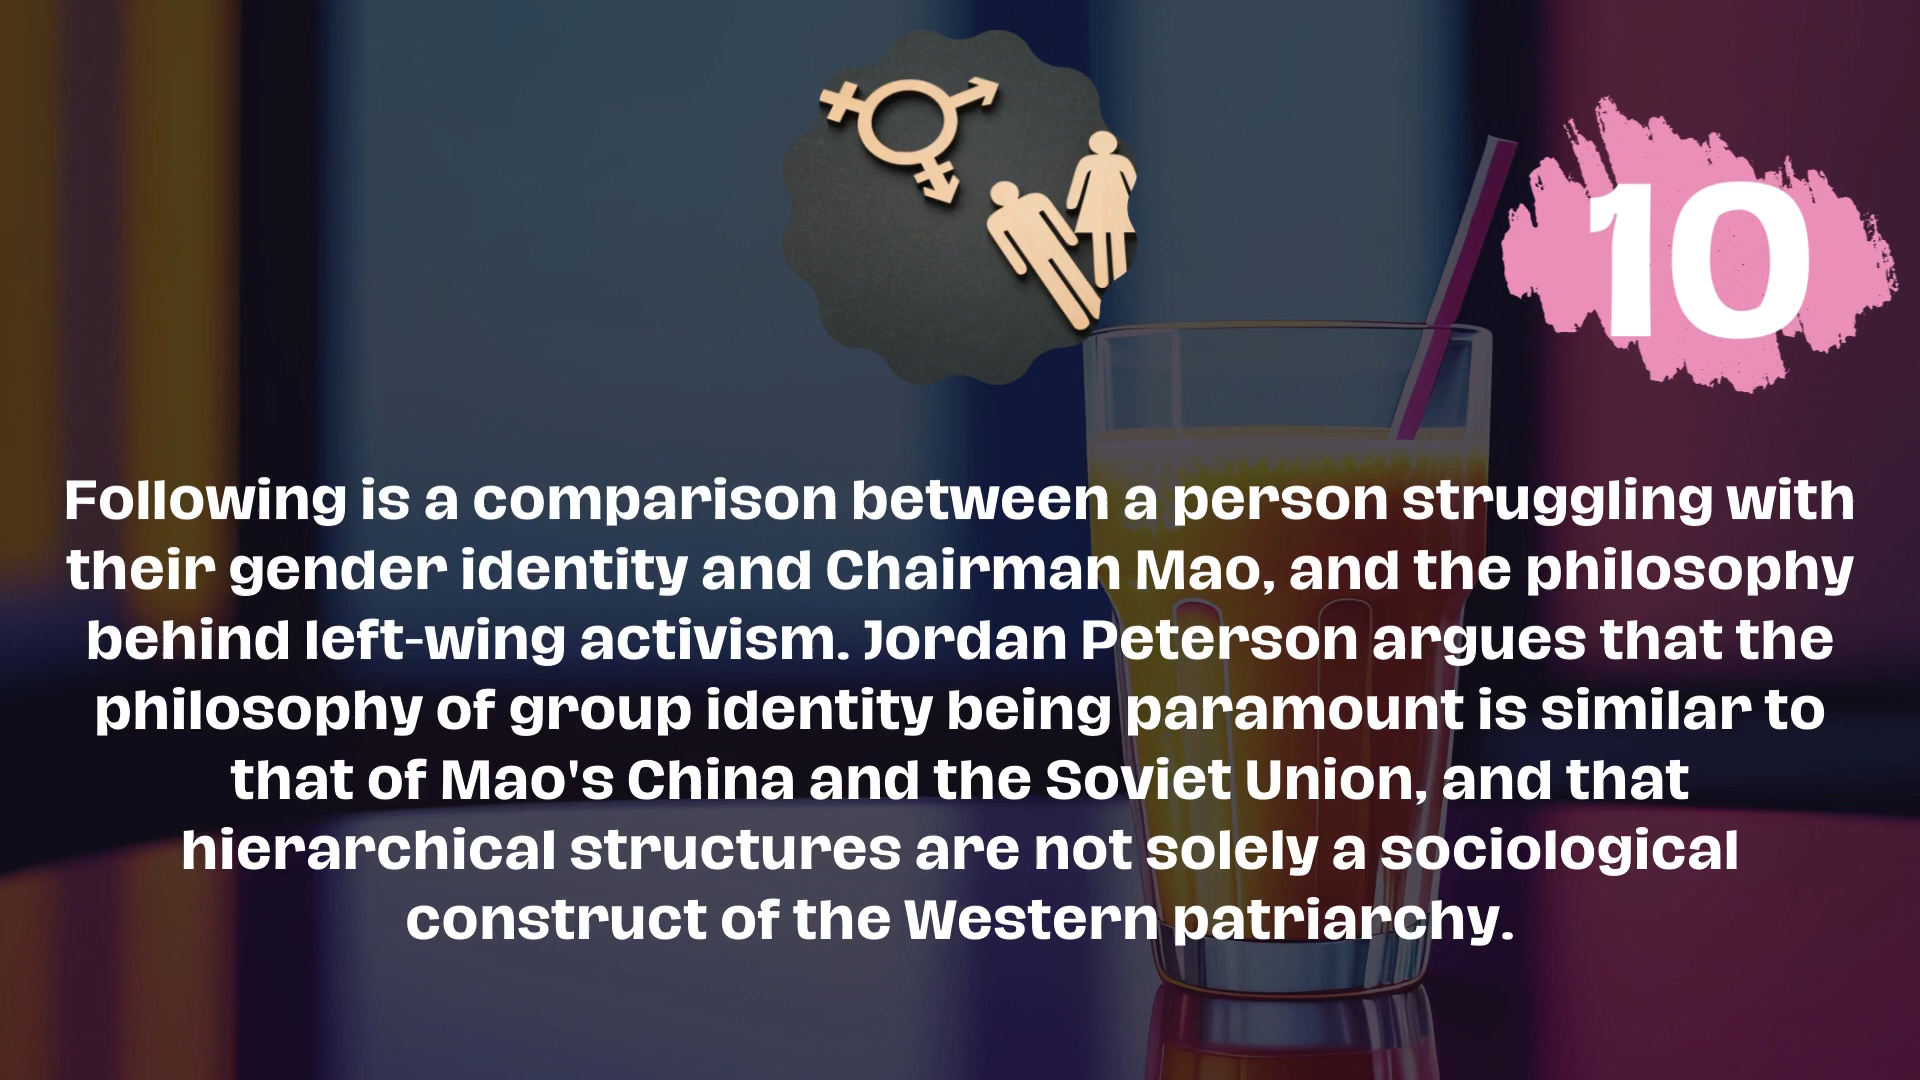 10
Following is a comparison between a person struggling with
their gender identity and Chairman Mao, and the philosophy
behind left-wing activism. Jordan Peterson argues that the
philosophy of group identity being paramount is similar to
that of Mao's China and the Soviet Union, and that
hierarchical structures are not solely a sociological
construct of the Western patriarchy.